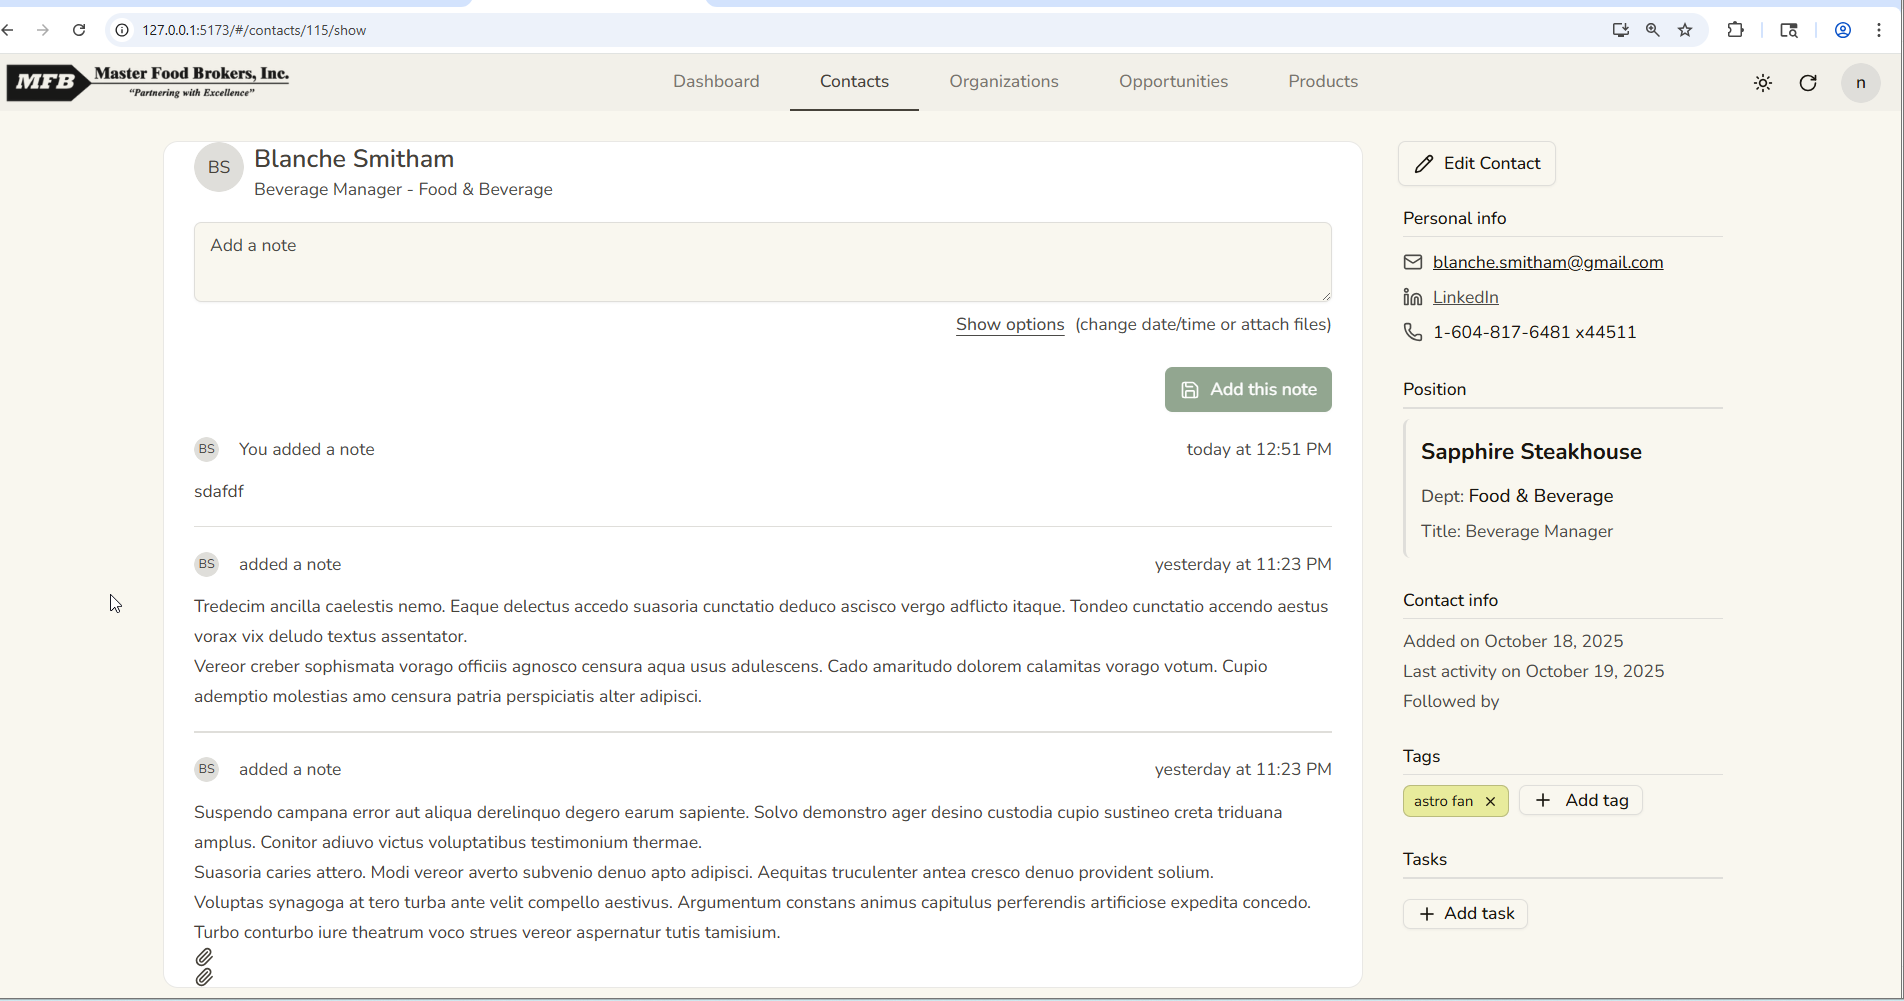 127.0.0.1:5173/#/contacts/115/show
MFB
Master Food Brokers, Inc.
“Partnering with Excellence”
Dashboard
Contacts
Organizations
Opportunities
Products
n
BS
Blanche Smitham
Beverage Manager - Food & Beverage
Add a note
Show options (change date/time or attach files)
Add this note
BS You added a note today at 12:51 PM
sdafdf
BS added a note yesterday at 11:23 PM
Tredecim ancilla caelestis nemo. Eaque delectus accedo suasoria cunctatio deduco ascisco vergo adflicto itaque. Tondeo cunctatio accendo aestus
vorax vix deludo textus assentator.
Vereor creber sophismata vorago officiis agnosco censura aqua usus adulescens. Cado amaritudo dolorem calamitas vorago votum. Cupio
ademptio molestias amo censura patria perspiciatis alter adipisci.
BS added a note yesterday at 11:23 PM
Suspendo campana error aut aliqua derelinquo degero earum sapiente. Solvo demonstro ager desino custodia cupio sustineo creta triduana
amplus. Conitor adiuvo victus voluptatibus testimonium thermae.
Suasoria caries attero. Modi vereor averto subvenio denuo apto adipisci. Aequitas truculenter antea cresco denuo provident solium.
Voluptas synagoga at tero turba ante velit compello aestivus. Argumentum constans animus capitulus perferendis artificiose expedita concedo.
Turbo conturbo iure theatrum voco strues vereor aspernatur tutis tamisium.
Edit Contact
Personal info
blanche.smitham@gmail.com
LinkedIn
1-604-817-6481 x44511
Position
Sapphire Steakhouse
Dept: Food & Beverage
Title: Beverage Manager
Contact info
Added on October 18, 2025
Last activity on October 19, 2025
Followed by
Tags
astro fan
Add tag
Tasks
Add task